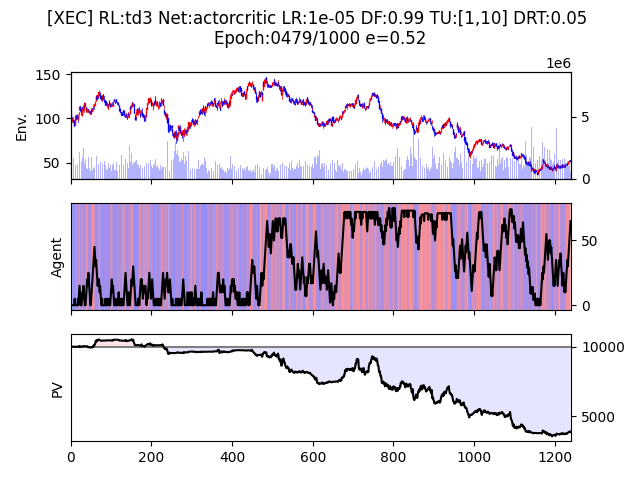 [XEC] RL:td3 Net:actorcritic LR:1e-05 DF:0.99 TU:[1,10] DRT:0.05
Epoch:0479/1000 e=0.52
1e6
150
100
50
Env.
5
0
Agent
50
0
PV
10000
5000
0 200 400 600 800 1000 1200